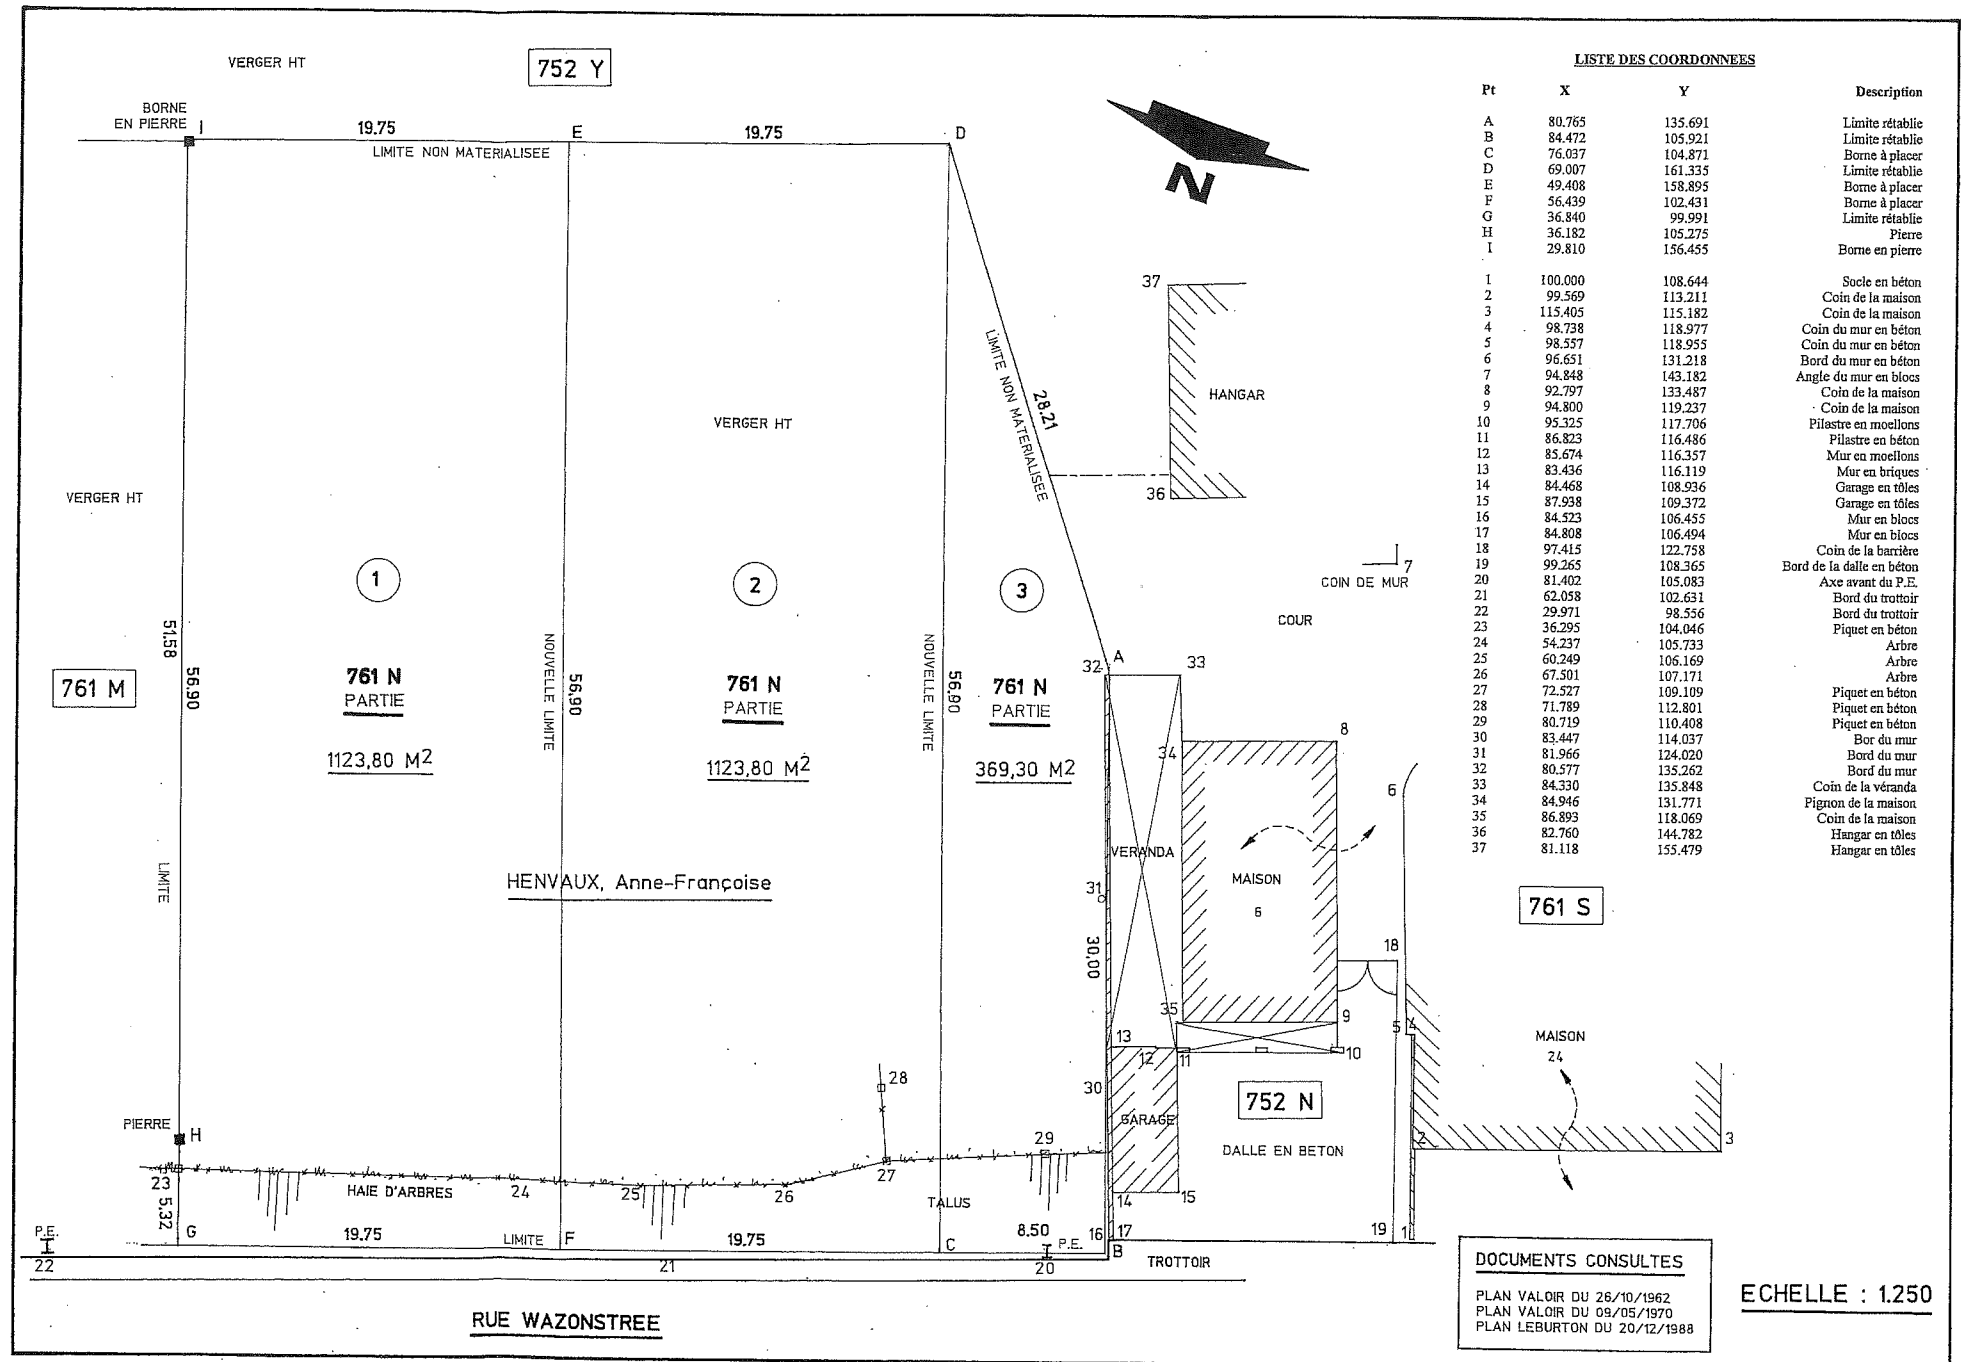 VERGER HT
752 Y
BORNE
EN PIERRE
I
19.75
E
19.75
D
LIMITE NON MATERIALISEE
N
LIMITE NON MATERIALISEE
28.21
37
HANGAR
36
7
COIN DE MUR
COUR
VERGER HT
VERGER HT
1
2
3
51.58
56.90
NOUVELLE LIMITE
56.90
NOUVELLE LIMITE
56.90
761 M
761 N
PARTIE
1123,80 M2
761 N
PARTIE
1123,80 M2
761 N
PARTIE
369,30 M2
LIMITE
HENVAUX, Anne-Françoise
32
A
33
34
8
6
VERANDA
MAISON
6
31
30.00
18
35
9
5
4
13
12
11
10
30
GARAGE
752 N
DALLE EN BETON
761 S
MAISON
24
2
3
PIERRE
H
28
29
27
23
HAIE D'ARBRES
24
25
26
TALUS
14
15
5.32
G
19.75
LIMITE
F
19.75
C
8.50
P.E.
16
17
B
19
1
P.E.
22
21
20
TROTTOIR
RUE WAZONSTREE
LISTE DES COORDONNEES
Pt X Y Description
A 80.765 135.691 Limite rétablie
B 84.472 105.921 Limite rétablie
C 76.037 104.871 Borne à placer
D 69.007 161.335 Limite rétablie
E 49.408 158.895 Borne à placer
F 56.439 102.431 Borne à placer
G 36.840 99.991 Limite rétablie
H 36.182 105.275 Pierre
I 29.810 156.455 Borne en pierre
1 100.000 108.644 Socle en béton
2 99.569 113.211 Coin de la maison
3 115.405 115.182 Coin de la maison
4 98.738 118.977 Coin du mur en béton
5 98.557 118.955 Coin du mur en béton
6 96.651 131.218 Bord du mur en béton
7 94.848 143.182 Angle du mur en blocs
8 92.797 133.487 Coin de la maison
9 94.800 119.237 Coin de la maison
10 95.325 117.706 Pilastre en moellons
11 86.823 116.486 Pilastre en béton
12 85.674 116.357 Mur en moellons
13 83.436 116.119 Mur en briques
14 84.468 108.936 Garage en tôles
15 87.938 109.372 Garage en tôles
16 84.523 106.455 Mur en blocs
17 84.808 106.494 Mur en blocs
18 97.415 122.758 Coin de la barrière
19 99.265 108.365 Bord de la dalle en béton
20 81.402 105.083 Axe avant du P.E.
21 62.058 102.631 Bord du trottoir
22 29.971 98.556 Bord du trottoir
23 36.295 104.046 Piquet en béton
24 54.237 105.733 Arbre
25 60.249 106.169 Arbre
26 67.501 107.171 Arbre
27 72.527 109.109 Piquet en béton
28 71.789 112.801 Piquet en béton
29 80.719 110.408 Piquet en béton
30 83.447 114.037 Bor du mur
31 81.966 124.020 Bord du mur
32 80.577 135.262 Bord du mur
33 84.330 135.848 Coin de la véranda
34 84.946 131.771 Pignon de la maison
35 86.893 118.069 Coin de la maison
36 82.760 144.782 Hangar en tôles
37 81.118 155.479 Hangar en tôles
DOCUMENTS CONSULTES
PLAN VALOIR DU 26/10/1962
PLAN VALOIR DU 09/05/1970
PLAN LEBURTON DU 20/12/1988
ECHELLE : 1.250